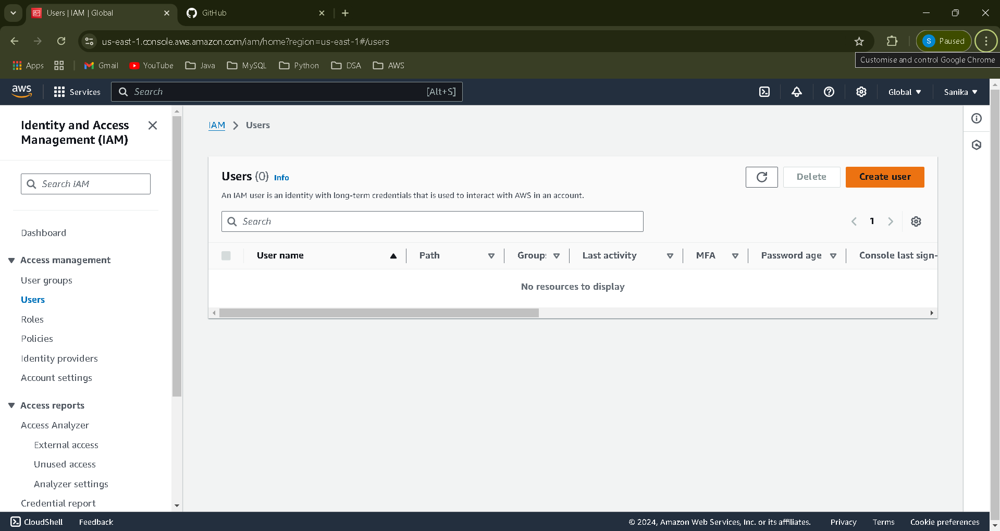 Users | IAM | Global
GitHub
us-east-1.console.aws.amazon.com/iam/home?region=us-east-1#/users
S Paused
Apps
Gmail
YouTube
Java
MySQL
Python
DSA
AWS
Customise and control Google Chrome
aws
Services
Search
[Alt+S]
Global
Sanika
Identity and Access
Management (IAM)
Search IAM
Dashboard
Access management
User groups
Users
Roles
Policies
Identity providers
Account settings
Access reports
Access Analyzer
External access
Unused access
Analyzer settings
Credential report
IAM > Users
Users (0) Info
Delete
Create user
An IAM user is an identity with long-term credentials that is used to interact with AWS in an account.
Search
1
User name
Path
Group
Last activity
MFA
Password age
Console last sign-
No resources to display
CloudShell
Feedback
© 2024, Amazon Web Services, Inc. or its affiliates.
Privacy
Terms
Cookie preferences